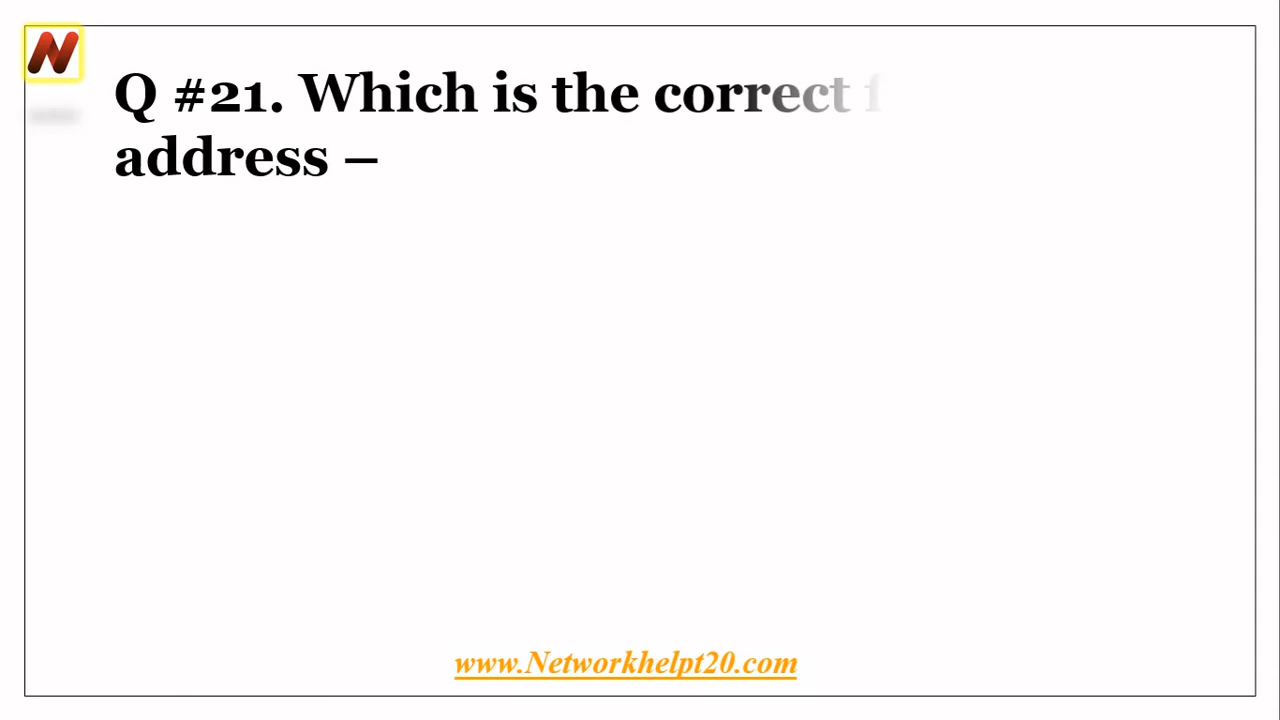 Q #21. Which is the correct
address –
www.Networkhelpt20.com